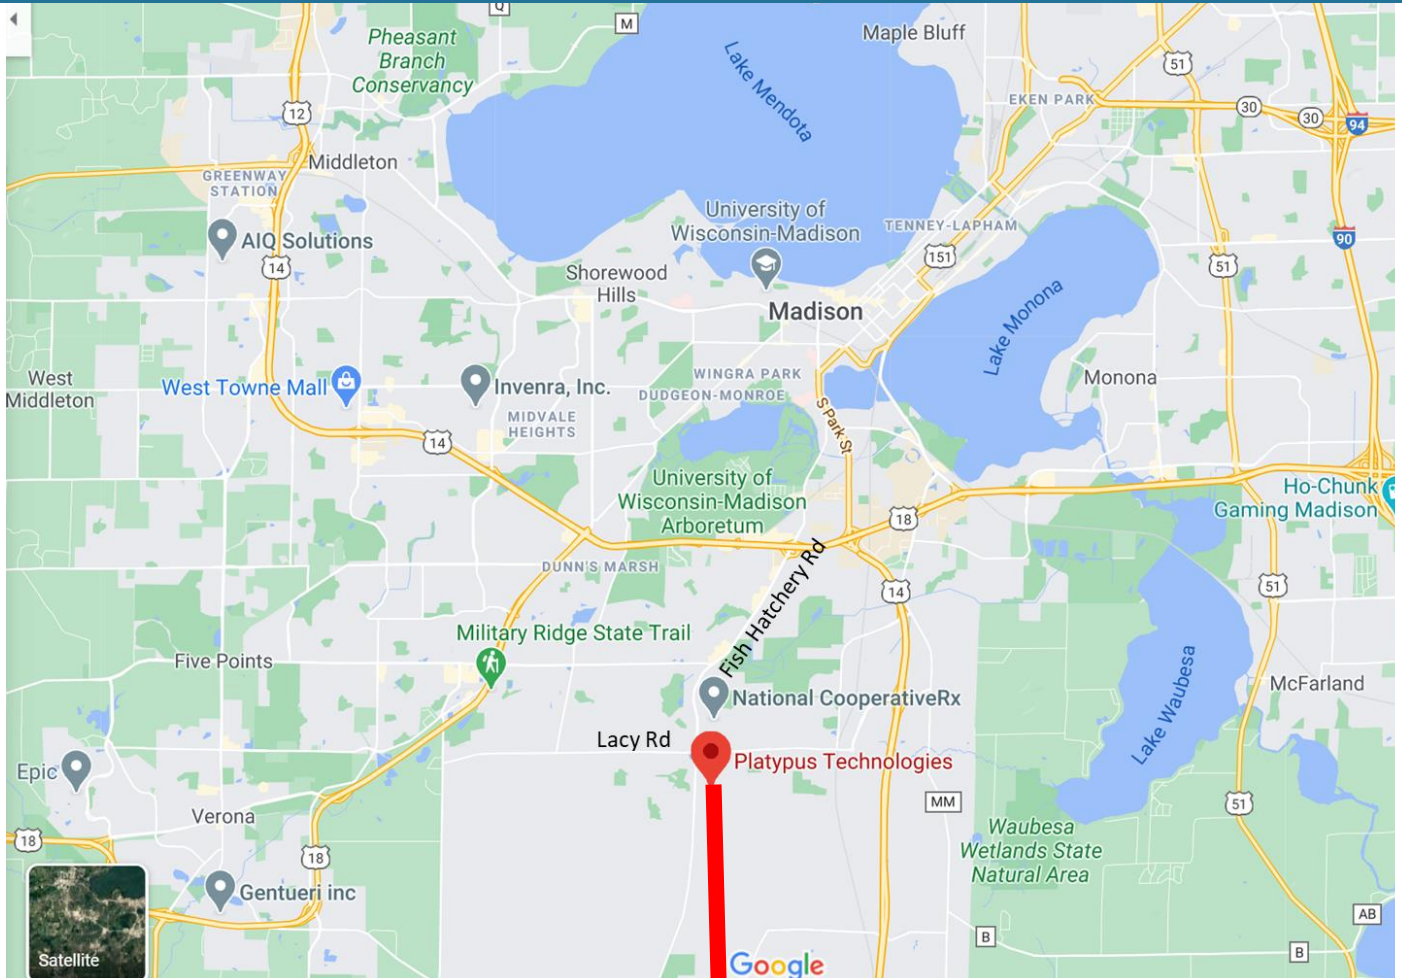 Q
M
Maple Bluff
Pheasant
Branch
Conservancy
Lake Mendota
51
EKEN PARK
30
30
94
12
Middleton
GREENWAY
STATION
University of
Wisconsin-Madison
TENNEY-LAPHAM
AIQ Solutions
14
151
90
51
Shorewood
Hills
Madison
Lake Monona
West
Middleton
West Towne Mall
Invenra, Inc.
WINGRA PARK
DUDGEON-MONROE
Monona
MIDVALE
HEIGHTS
S Park St
14
University of
Wisconsin-Madison
Arboretum
Ho-Chunk
Gaming Madison
18
DUNN'S MARSH
Fish Hatchery Rd
14
51
Military Ridge State Trail
Five Points
National CooperativeRx
Lake Waubesa
McFarland
Lacy Rd
Platypus Technologies
Epic
Verona
MM
51
18
18
Waubesa
Wetlands State
Natural Area
Gentueri inc
AB
B
B
Satellite
Google